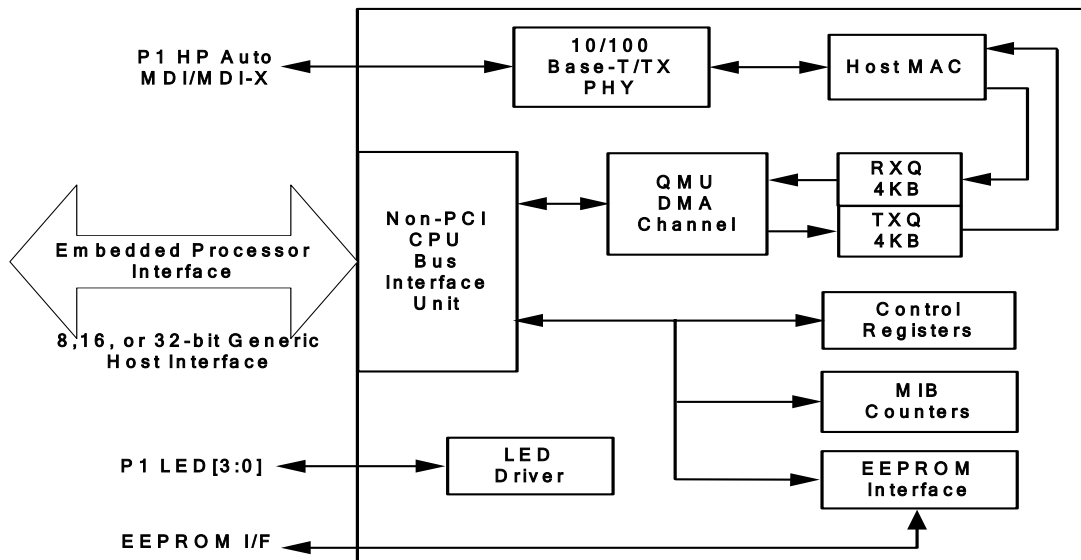 P1 HP Auto
MDI/MDI-X
10/100
Base-T/TX
PHY
Host MAC
Non-PCI
CPU
Bus
Interface
Unit
QMU
DMA
Channel
RXQ
4KB
TXQ
4KB
Embedded Processor
Interface
8,16, or 32-bit Generic
Host Interface
Control
Registers
MIB
Counters
P1 LED[3:0]
LED
Driver
EEPROM
Interface
EEPROM I/F